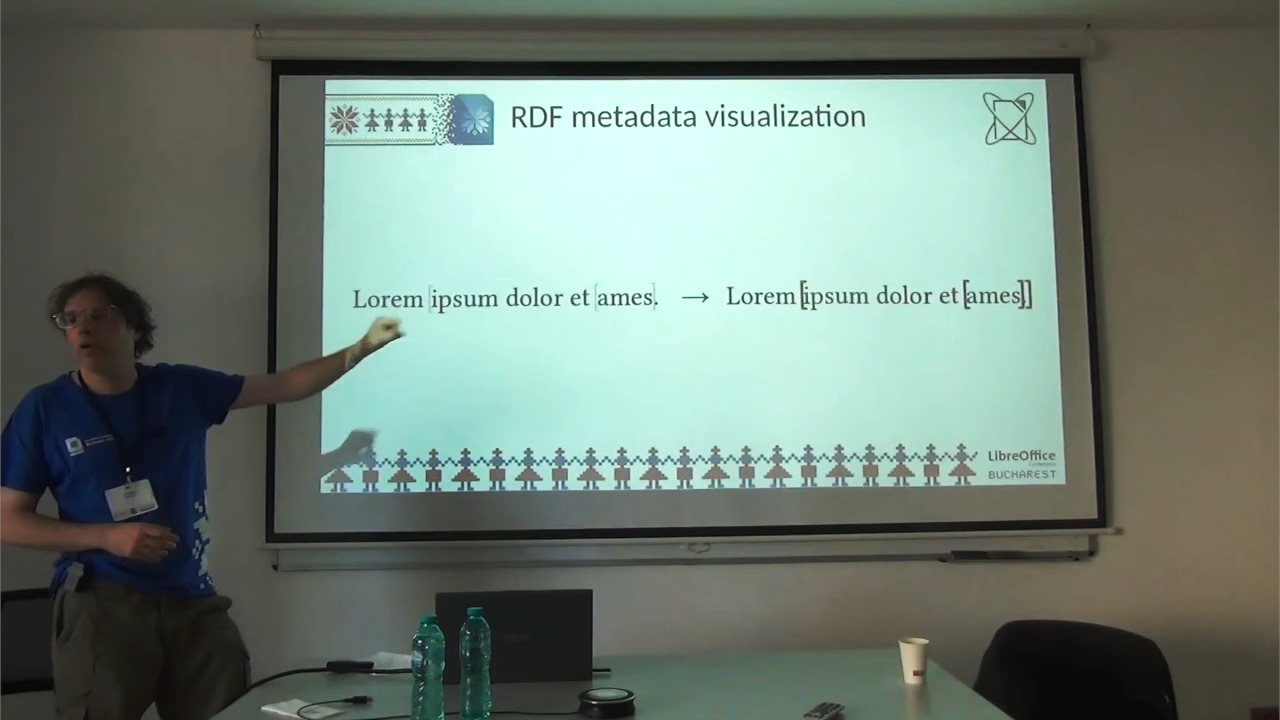 RDF metadata visualization
Lorem [ipsum dolor et [ames]. → Lorem[ipsum dolor et[ames]]
LibreOffice
BUCHAREST